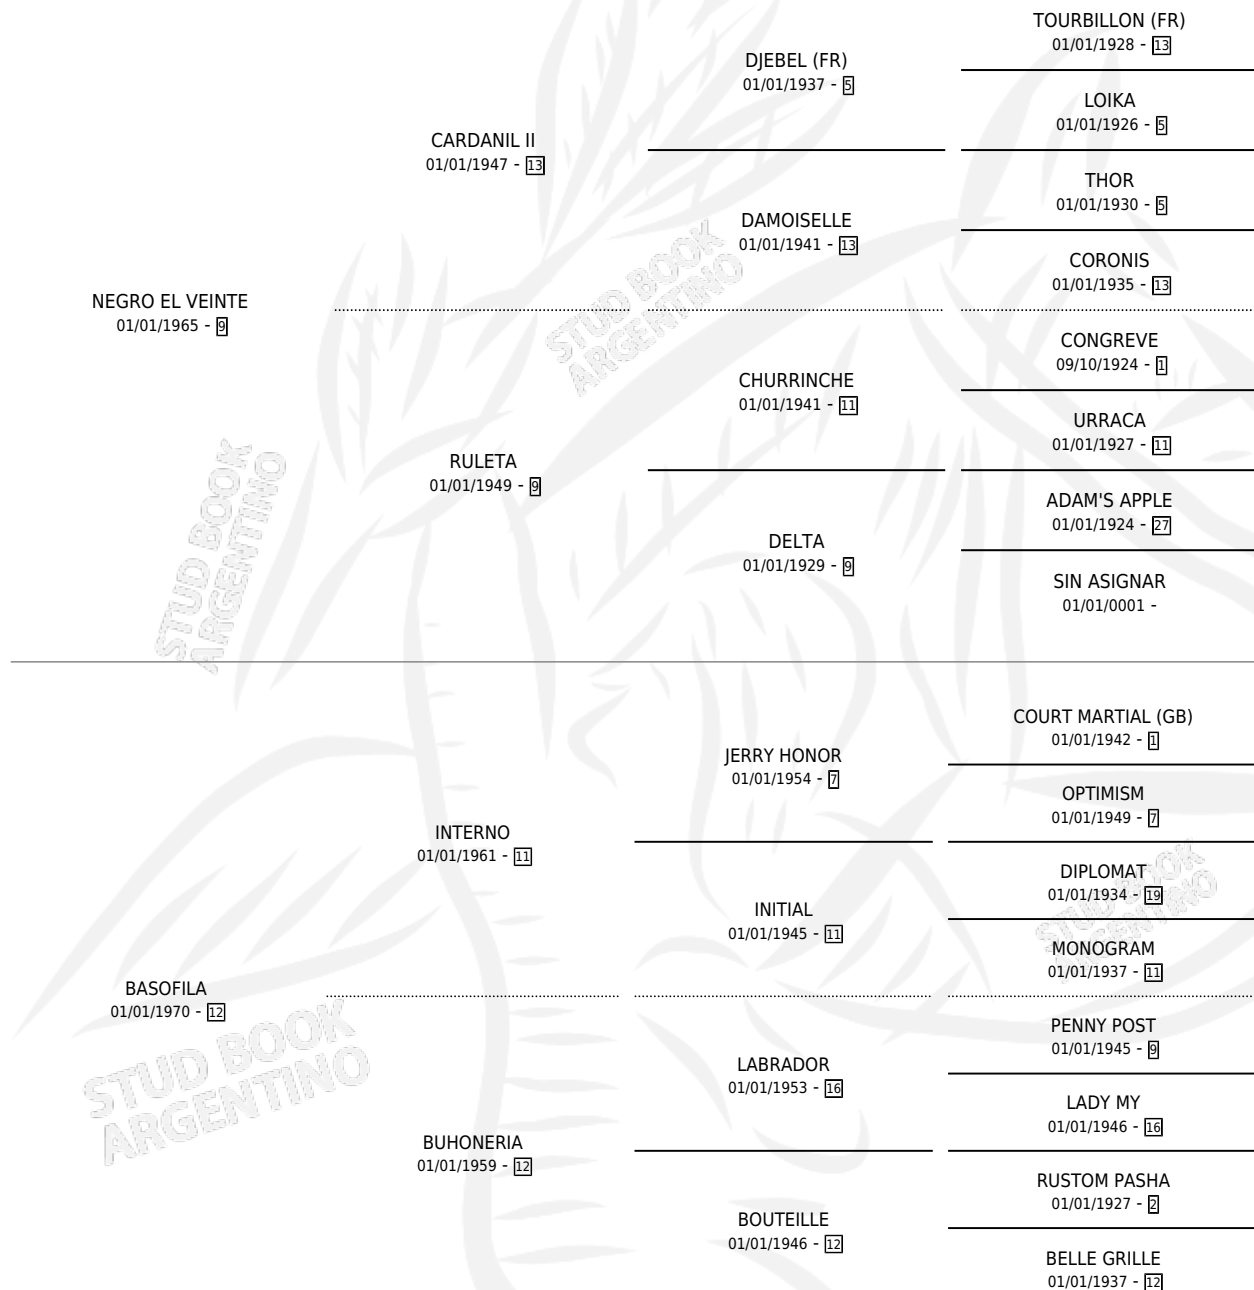 TOURBILLON (FR)
01/01/1928 - 13
DJEBEL (FR)
01/01/1937 - 5
LOIKA
01/01/1926 - 5
CARDANIL II
01/01/1947 - 13
THOR
01/01/1930 - 5
DAMOISELLE
01/01/1941 - 13
CORONIS
01/01/1935 - 13
NEGRO EL VEINTE
01/01/1965 - 9
CONGREVE
09/10/1924 - 1
CHURRINCHE
01/01/1941 - 11
URRACA
01/01/1927 - 11
RULETA
01/01/1949 - 9
ADAM'S APPLE
01/01/1924 - 27
DELTA
01/01/1929 - 9
SIN ASIGNAR
01/01/0001 -
STUD BOOK
ARGENTINO
STUD BOOK
ARGENTINO
COURT MARTIAL (GB)
01/01/1942 - 1
JERRY HONOR
01/01/1954 - 7
OPTIMISM
01/01/1949 - 7
INTERNO
01/01/1961 - 11
DIPLOMAT
01/01/1934 - 19
INITIAL
01/01/1945 - 11
MONOGRAM
01/01/1937 - 11
BASOFILA
01/01/1970 - 12
PENNY POST
01/01/1945 - 9
LABRADOR
01/01/1953 - 16
LADY MY
01/01/1946 - 16
BUHONERIA
01/01/1959 - 12
RUSTOM PASHA
01/01/1927 - 2
BOUTEILLE
01/01/1946 - 12
BELLE GRILLE
01/01/1937 - 12
STUD BOOK
ARGENTINO
STUD BOOK
ARGENTINO